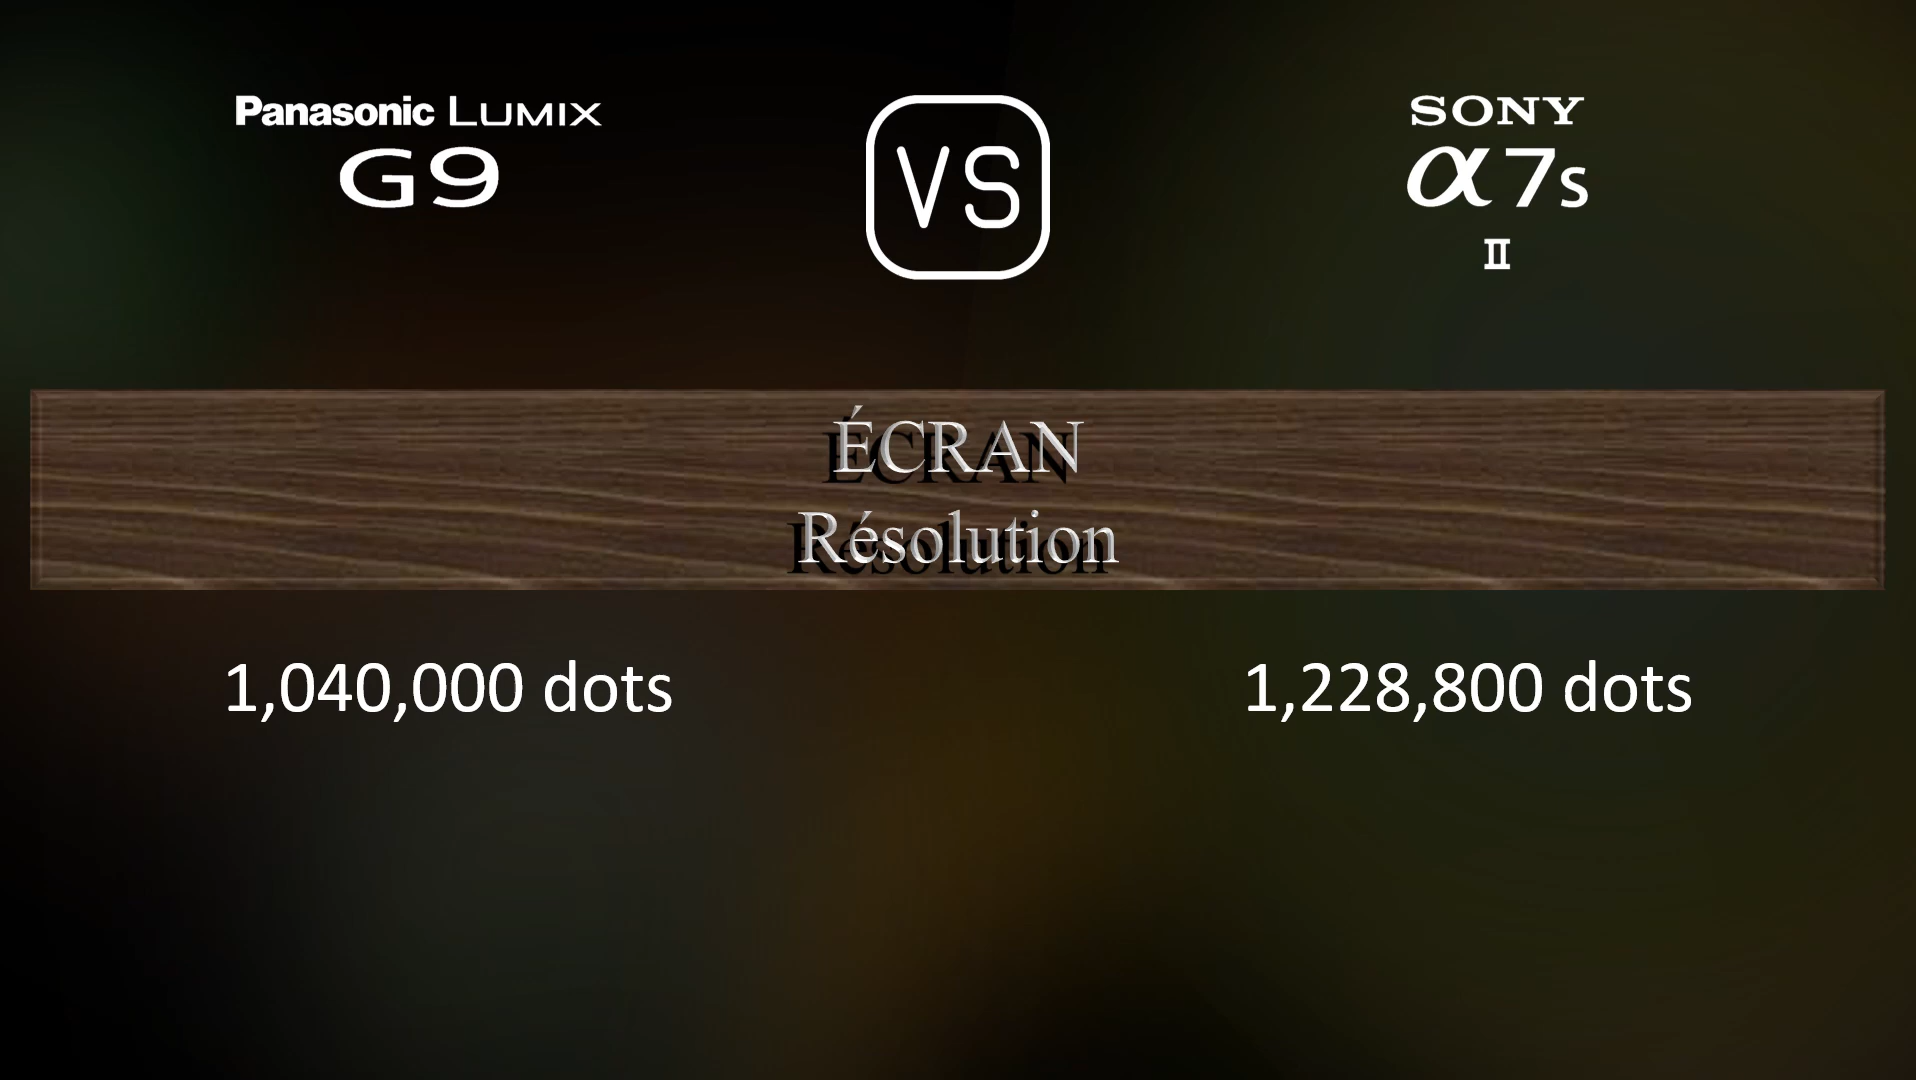 Panasonic LUMIX
G9
VS
SONY
α7s
II
ÉCRAN
Résolution
1,040,000 dots
1,228,800 dots